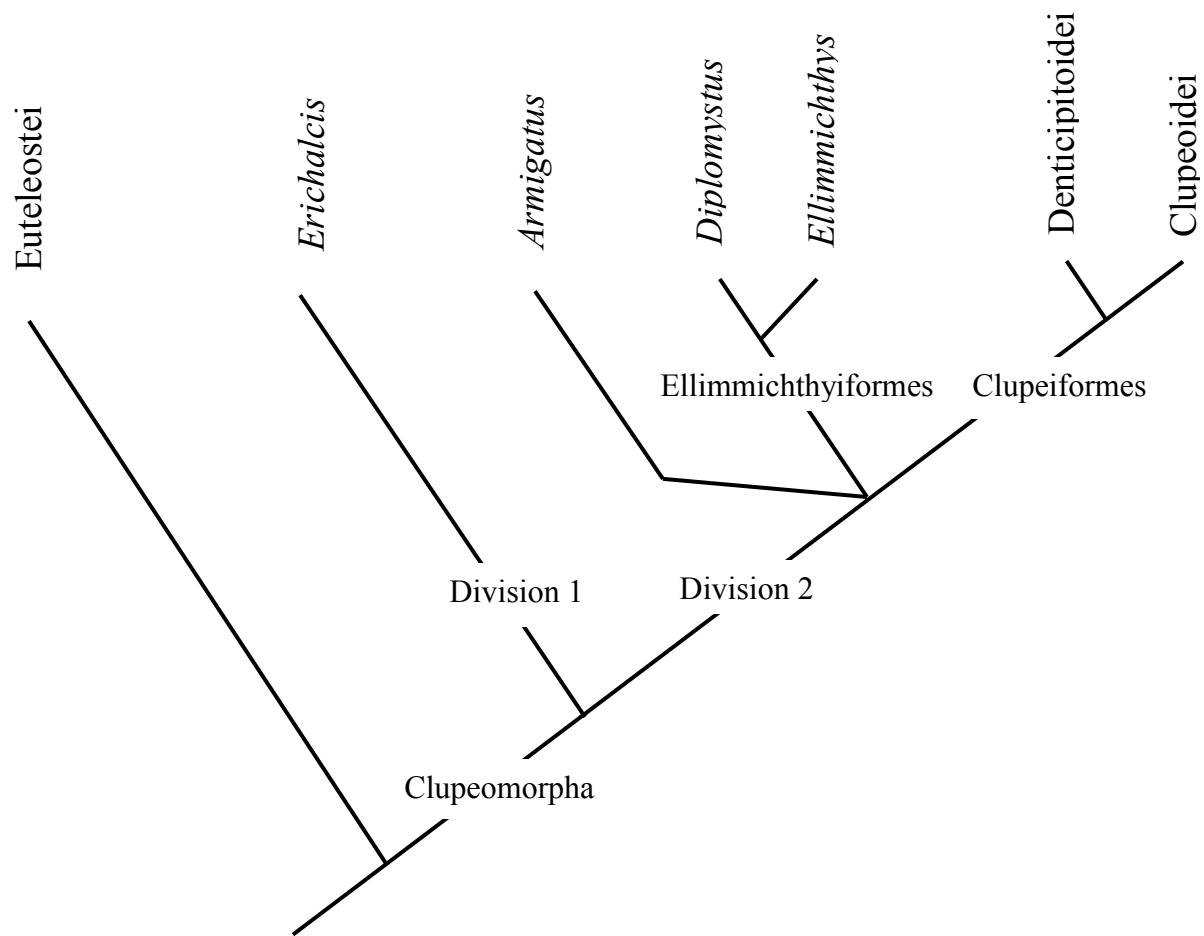 Euteleostei
Erichalcis
Armigatus
Diplomystus
Ellimmichthys
Denticipitoidei
Clupeoidei
Ellimmichthyiformes
Clupeiformes
Division 1
Division 2
Clupeomorpha